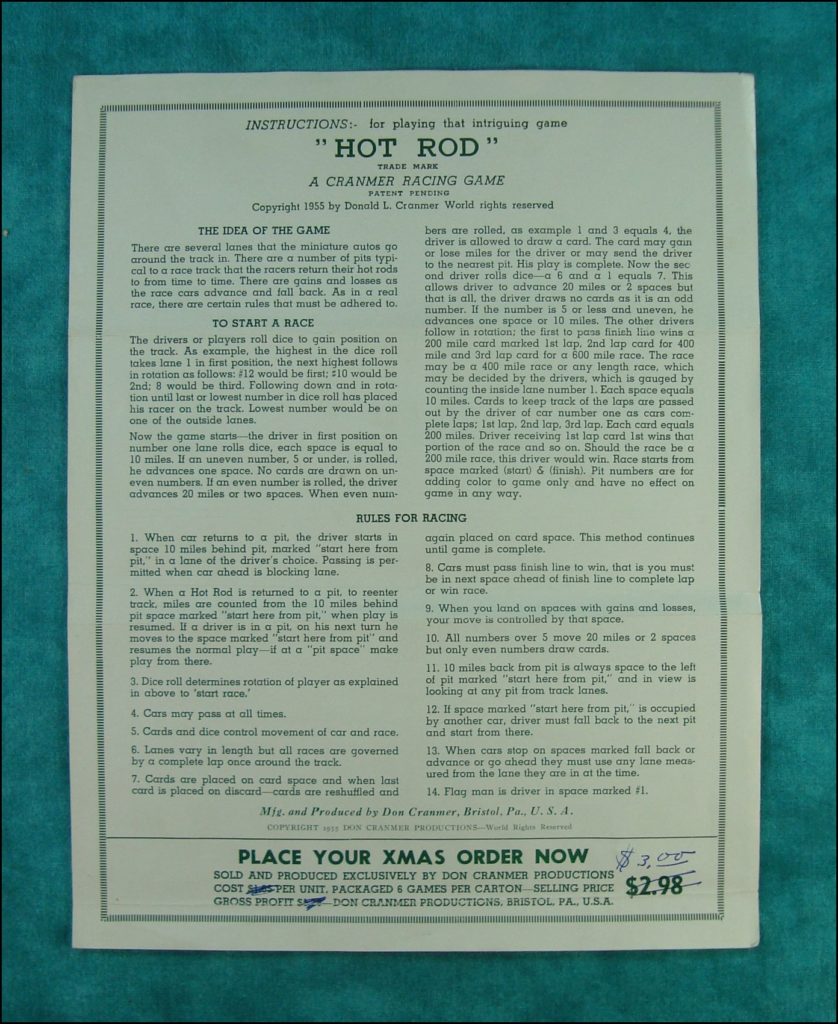 INSTRUCTIONS:- for playing that intriguing game
" HOT ROD "
TRADE MARK
A CRANMER RACING GAME
PATENT PENDING
Copyright 1955 by Donald L. Cranmer World rights reserved
THE IDEA OF THE GAME
There are several lanes that the miniature autos go
around the track in. There are a number of pits typi-
cal to a race track that the racers return their hot rods
to from time to time. There are gains and losses as
the race cars advance and fall back. As in a real
race, there are certain rules that must be adhered to.
TO START A RACE
The drivers or players roll dice to gain position on
the track. As example, the highest in the dice roll
takes lane 1 in first position, the next highest follows
in rotation as follows: #12 would be first; #10 would be
2nd; 8 would be third. Following down and in rota-
tion until last or lowest number in dice roll has placed
his racer on the track. Lowest number would be on
one of the outside lanes.
Now the game starts—the driver in first position on
number one lane rolls dice, each space is equal to
10 miles. If an uneven number, 5 or under, is rolled,
he advances one space. No cards are drawn on un-
even numbers. If an even number is rolled, the driver
advances 20 miles or two spaces. When even num-
bers are rolled, as example 1 and 3 equals 4, the
driver is allowed to draw a card. The card may gain
or lose miles for the driver or may send the driver
to the nearest pit. His play is complete. Now the sec
ond driver rolls dice—a 6 and a 1 equals 7. This
allows driver to advance 20 miles or 2 spaces but
that is all, the driver draws no cards as it is an odd
number. If the number is 5 or less and uneven, he
advances one space or 10 miles. The other drivers
follow in rotation; the first to pass finish line wins a
200 mile card marked 1st lap, 2nd lap card for 400
mile and 3rd lap card for a 600 mile race. The race
may be a 400 mile race or any length race, which
may be decided by the drivers, which is gauged by
counting the inside lane number 1. Each space equals
10 miles. Cards to keep track of the laps are passed
out by the driver of car number one as cars com-
plete laps; 1st lap, 2nd lap, 3rd lap. Each card equals
200 miles. Driver receiving 1st lap card 1st wins that
portion of the race and so on. Should the race be a
200 mile race, this driver would win. Race starts from
space marked (start) & (finish). Pit numbers are for
adding color to game only and have no effect on
game in any way.
RULES FOR RACING
1. When car returns to a pit, the driver starts in
space 10 miles behind pit, marked "start here from
pit," in a lane of the driver's choice. Passing is per-
mitted when car ahead is blocking lane.
2. When a Hot Rod is returned to a pit, to reenter
track, miles are counted from the 10 miles behind
pit space marked "start here from pit," when play is
resumed. If a driver is in a pit, on his next turn he
moves to the space marked "start here from pit" and
resumes the normal play—if at a "pit space" make
play from there.
3. Dice roll determines rotation of player as explained
in above to 'start race.'
4. Cars may pass at all times.
5. Cards and dice control movement of car and race.
6. Lanes vary in length but all races are governed
by a complete lap once around the track.
7. Cards are placed on card space and when last
card is placed on discard—cards are reshuffled and
again placed on card space. This method continues
until game is complete.
8. Cars must pass finish line to win, that is you must
be in next space ahead of finish line to complete lap
or win race.
9. When you land on spaces with gains and losses,
your move is controlled by that space.
10. All numbers over 5 move 20 miles or 2 spaces
but only even numbers draw cards.
11. 10 miles back from pit is always space to the left
of pit marked "start here from pit," and in view is
looking at any pit from track lanes.
12. If space marked "start here from pit," is occupied
by another car, driver must fall back to the next pit
and start from there.
13. When cars stop on spaces marked fall back or
advance or go ahead they must use any lane meas-
ured from the lane they are in at the time.
14. Flag man is driver in space marked #1.
Mfg. and Produced by Don Cranmer, Bristol, Pa., U. S. A.
COPYRIGHT 1955 DON CRANMER PRODUCTIONS—World Rights Reserved
PLACE YOUR XMAS ORDER NOW
$3.00
SOLD AND PRODUCED EXCLUSIVELY BY DON CRANMER PRODUCTIONS
COST PER UNIT, PACKAGED 6 GAMES PER CARTON—SELLING PRICE $2.98
GROSS PROFIT —DON CRANMER PRODUCTIONS, BRISTOL, PA., U.S.A.